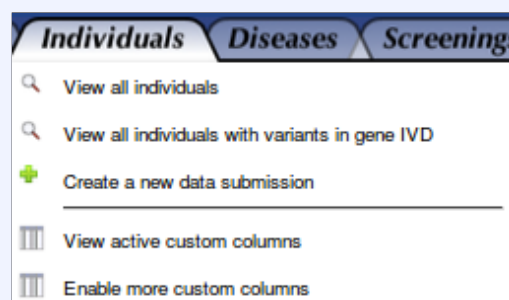 Individuals Diseases Screening
View all individuals
View all individuals with variants in gene IVD
Create a new data submission
View active custom columns
Enable more custom columns